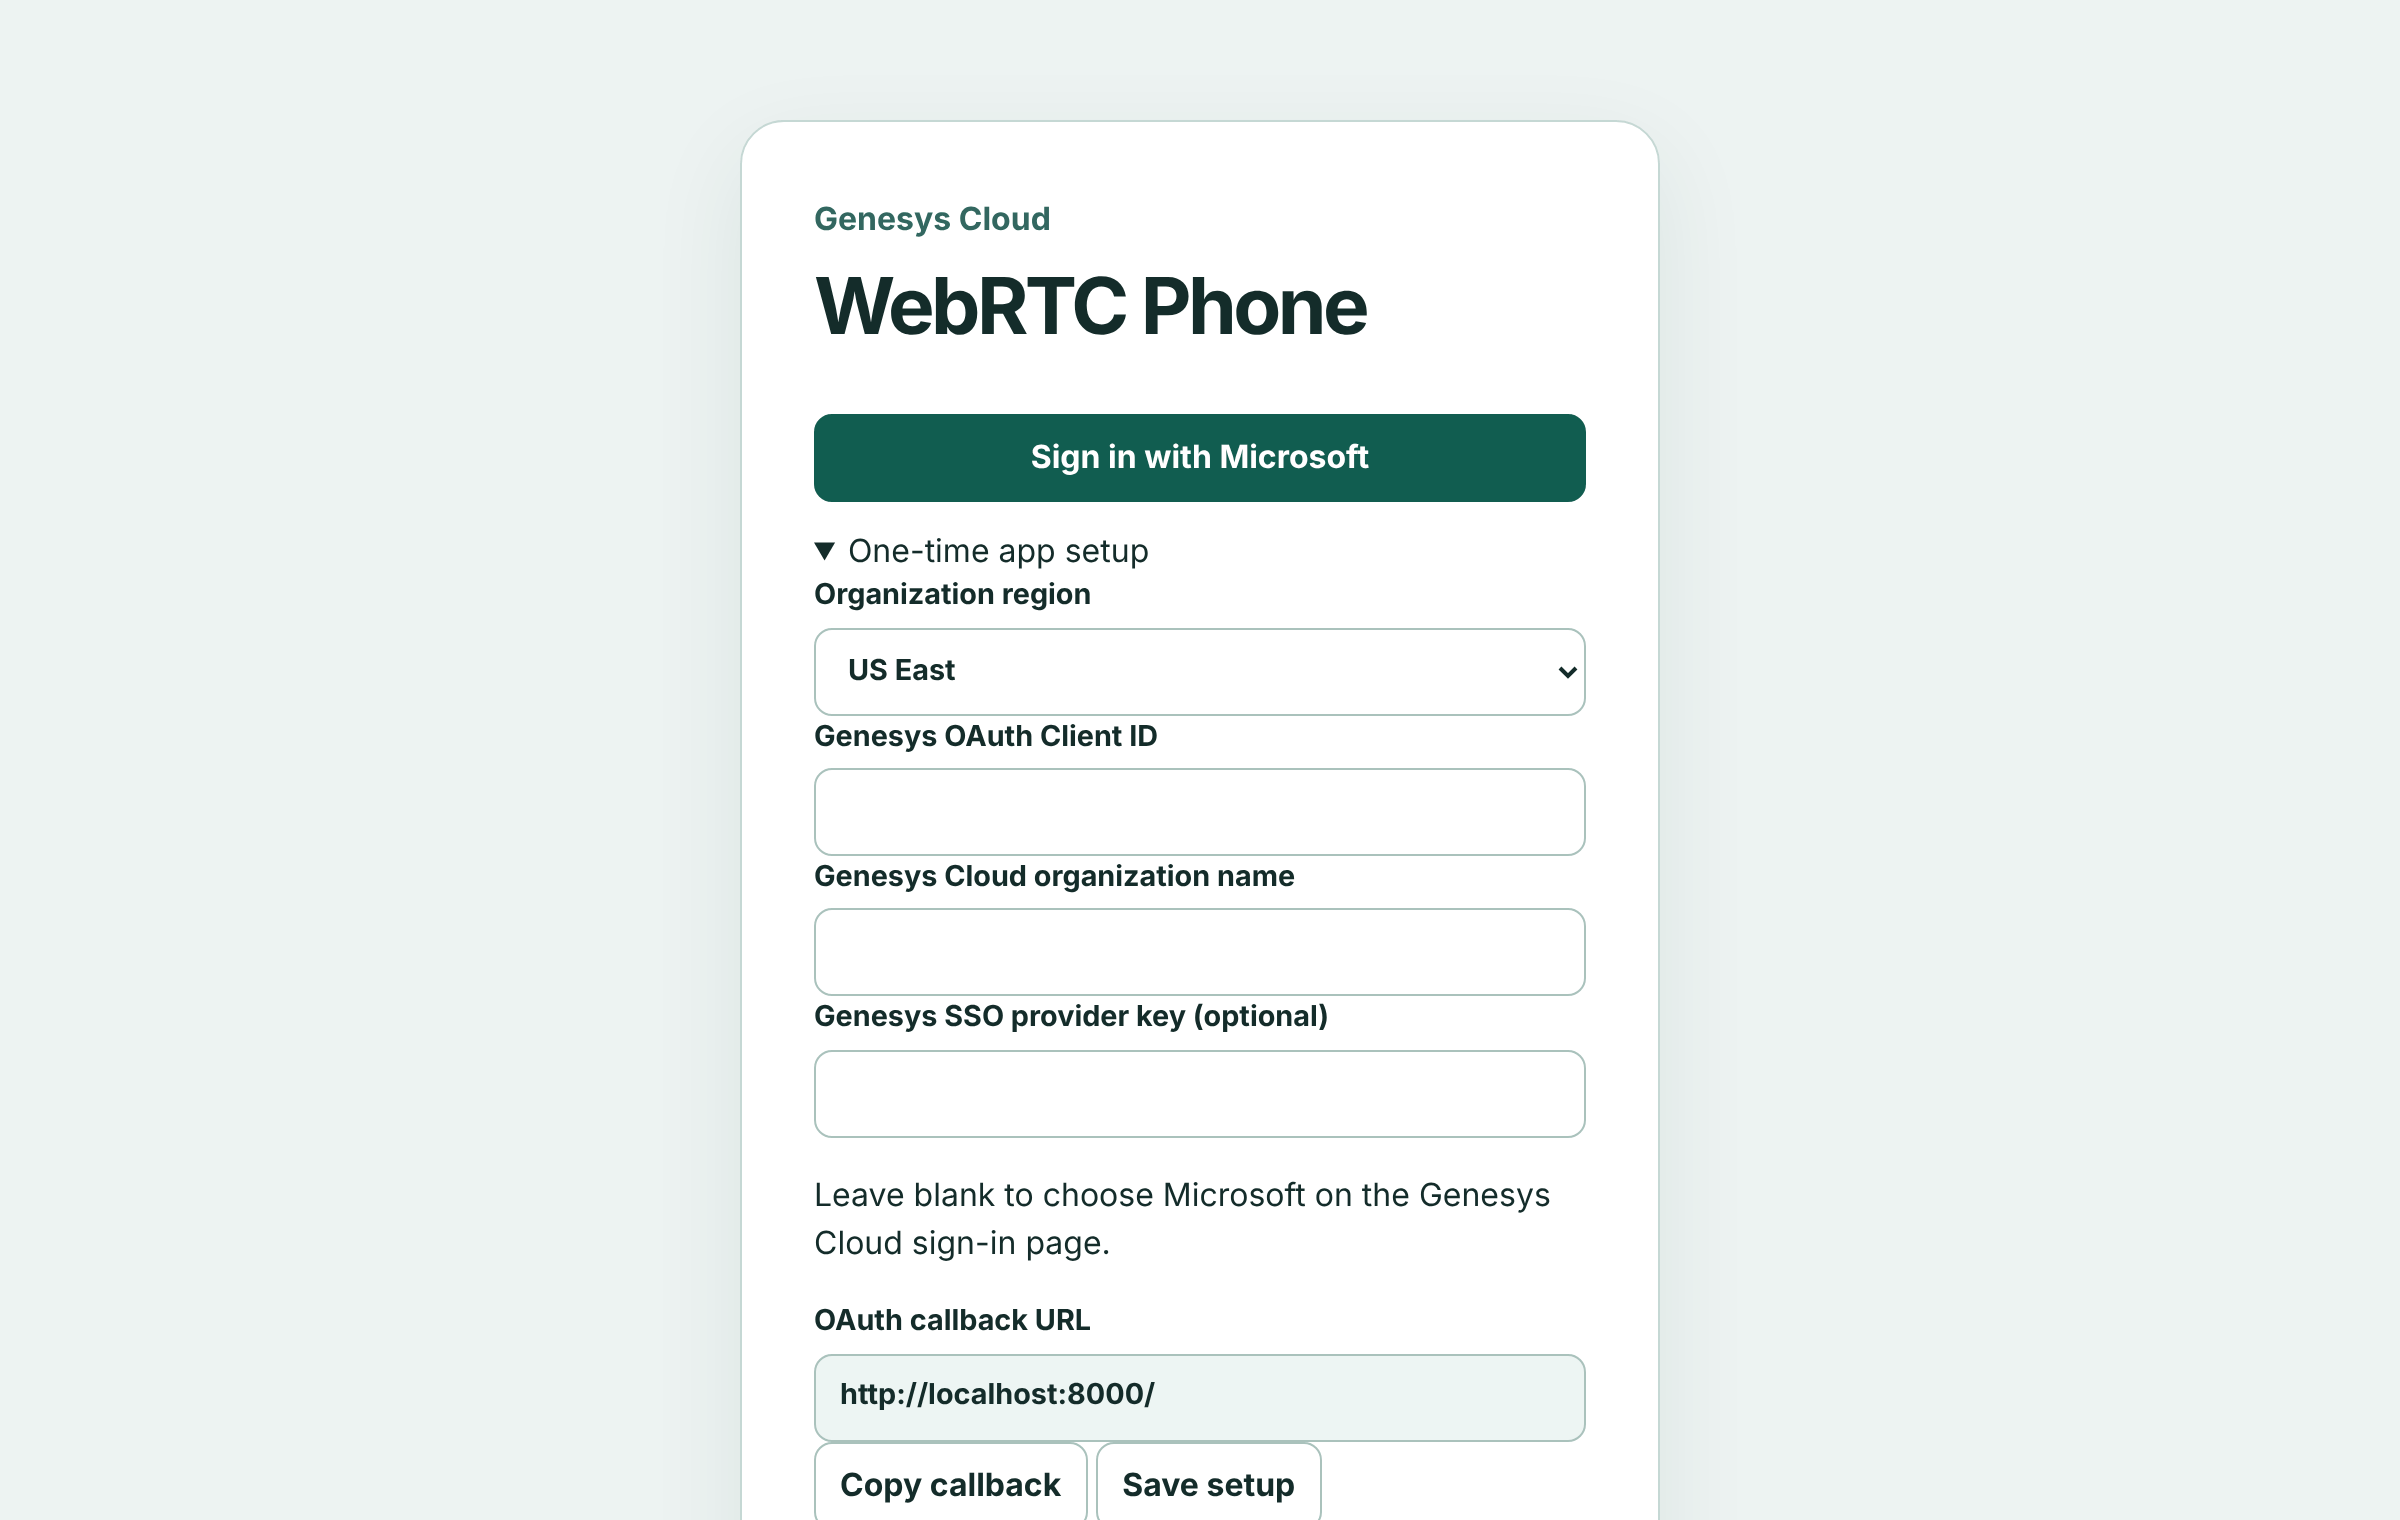 Genesys Cloud
WebRTC Phone
Sign in with Microsoft
▼ One-time app setup
Organization region
US East
Genesys OAuth Client ID
Genesys Cloud organization name
Genesys SSO provider key (optional)
Leave blank to choose Microsoft on the Genesys
Cloud sign-in page.
OAuth callback URL
http://localhost:8000/
Copy callback Save setup